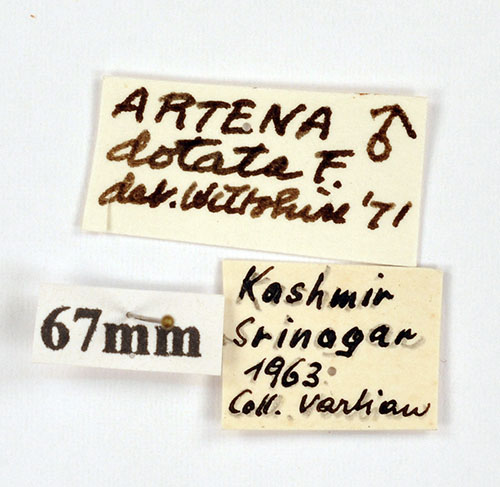 ARTENA ♂
dotata F.
det. Wiltshire '71
67mm
Kashmir
Srinagar
1963
Coll. Vartian